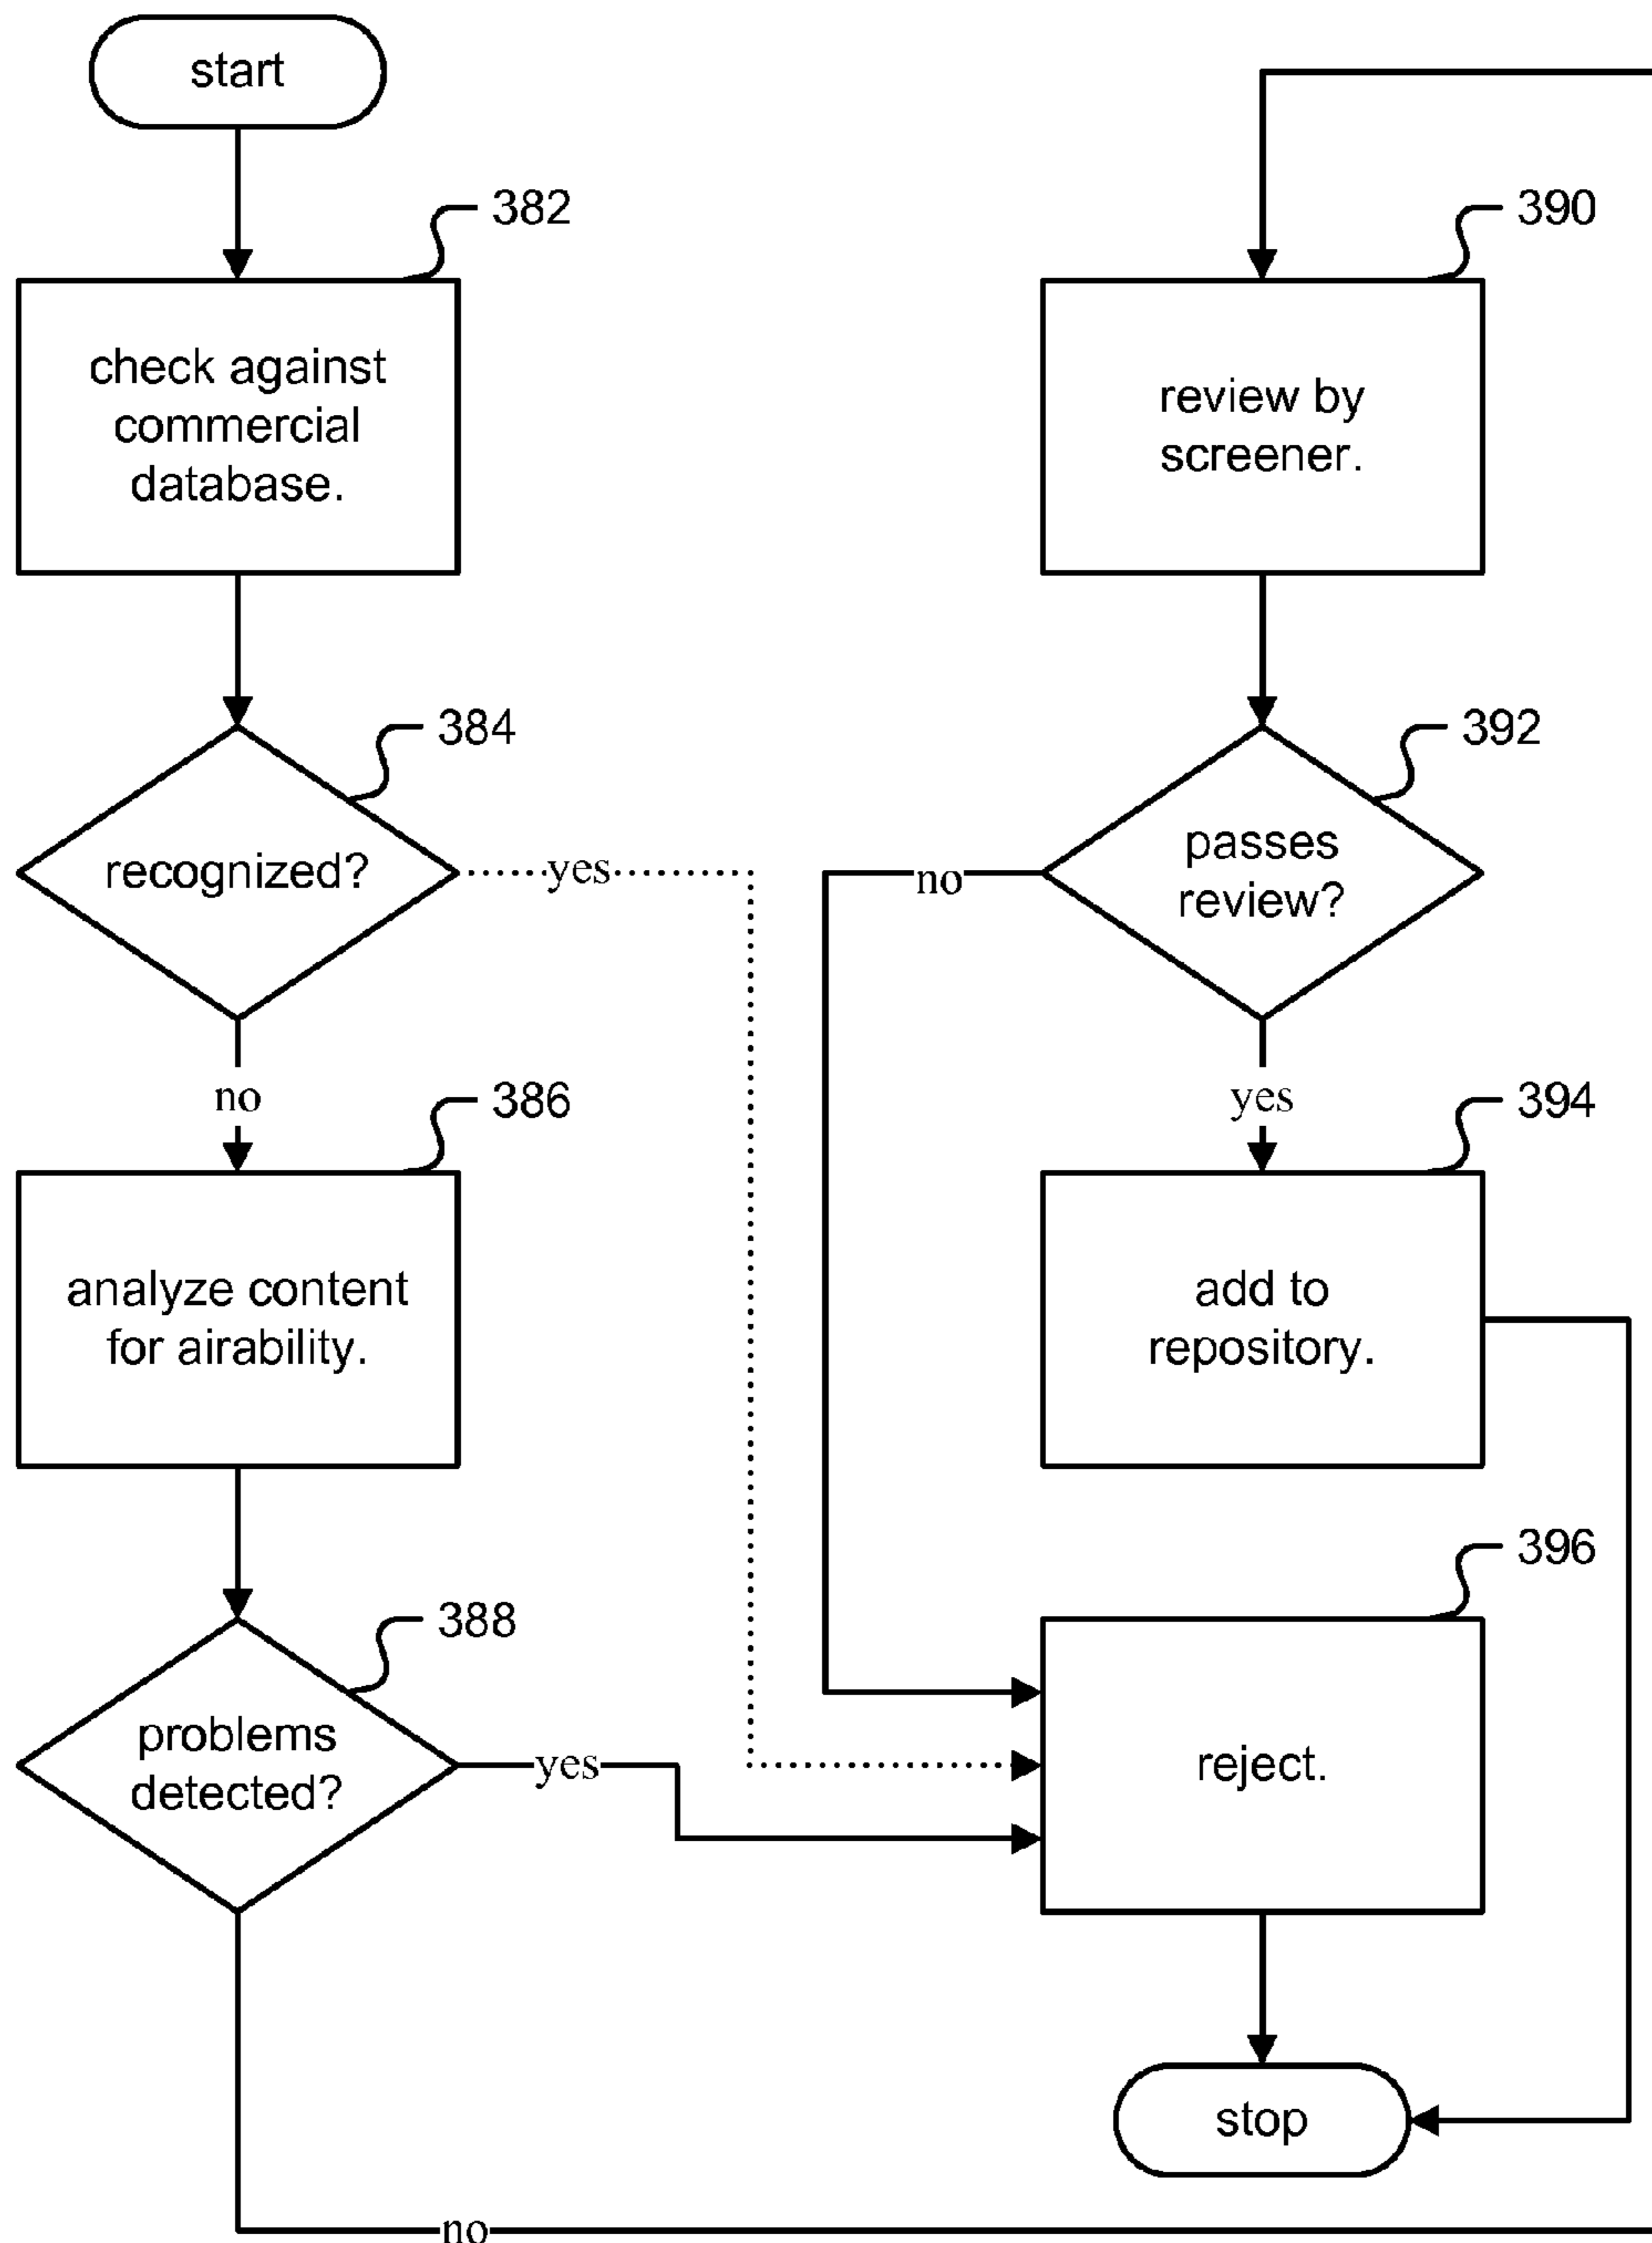 start
382
check against
commercial
database.
384
recognized?
yes
no
386
analyze content
for airability.
388
problems
detected?
yes
no
390
review by
screener.
392
passes
review?
no
yes
394
add to
repository.
396
reject.
stop